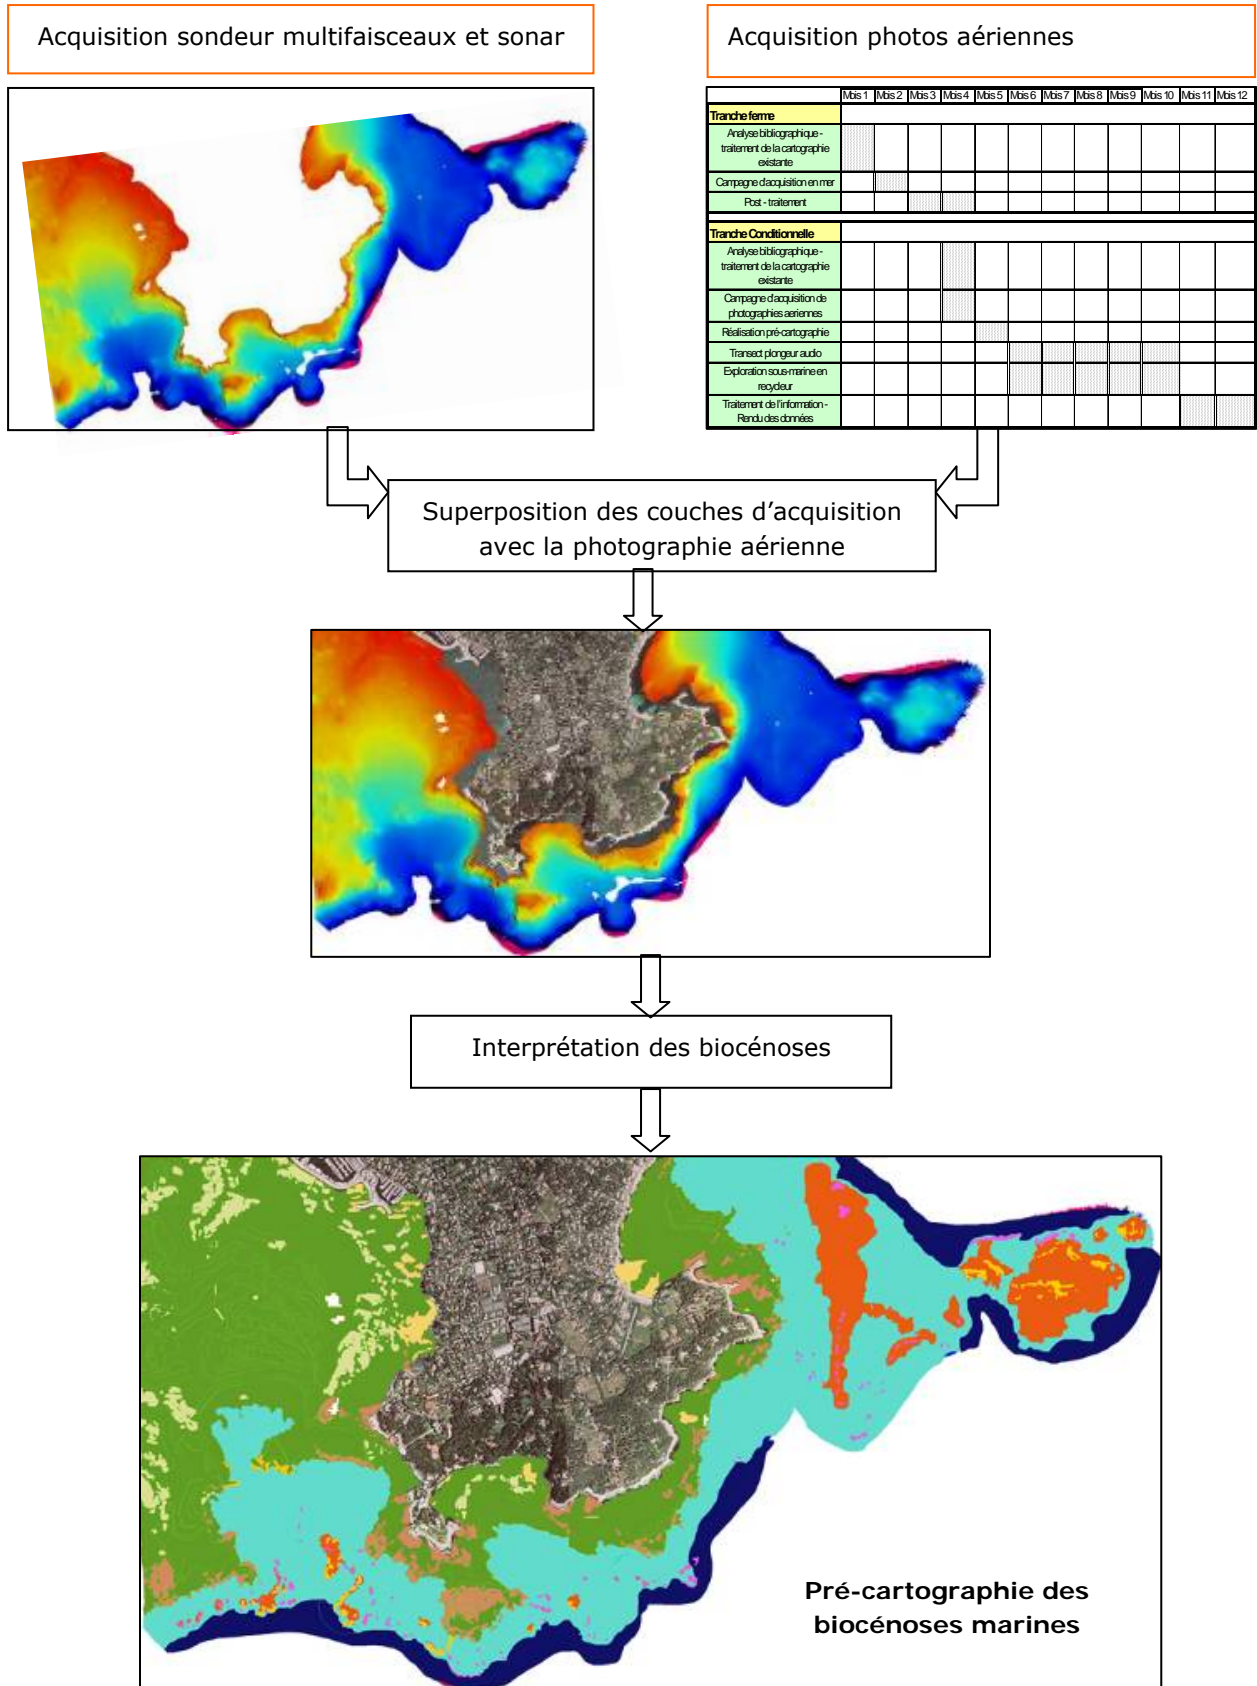 Acquisition sondeur multifaisceaux et sonar
Acquisition photos aériennes
Mois 1 Mois 2 Mois 3 Mois 4 Mois 5 Mois 6 Mois 7 Mois 8 Mois 9 Mois 10 Mois 11 Mois 12
Tranche ferme
Analyse bibliographique -
traitement de la cartographie
existante
Campagne d'acquisition en mer
Post - traitement
Tranche Conditionnelle
Analyse bibliographique -
traitement de la cartographie
existante
Campagne d'acquisition de
photographies aeriennes
Réalisation pré-cartographie
Transect plongeur audio
Exploration sous-marine en
recycleur
Traitement de l'information -
Rendu des données
Superposition des couches d'acquisition
avec la photographie aérienne
Interprétation des biocénoses
Pré-cartographie des
biocénoses marines